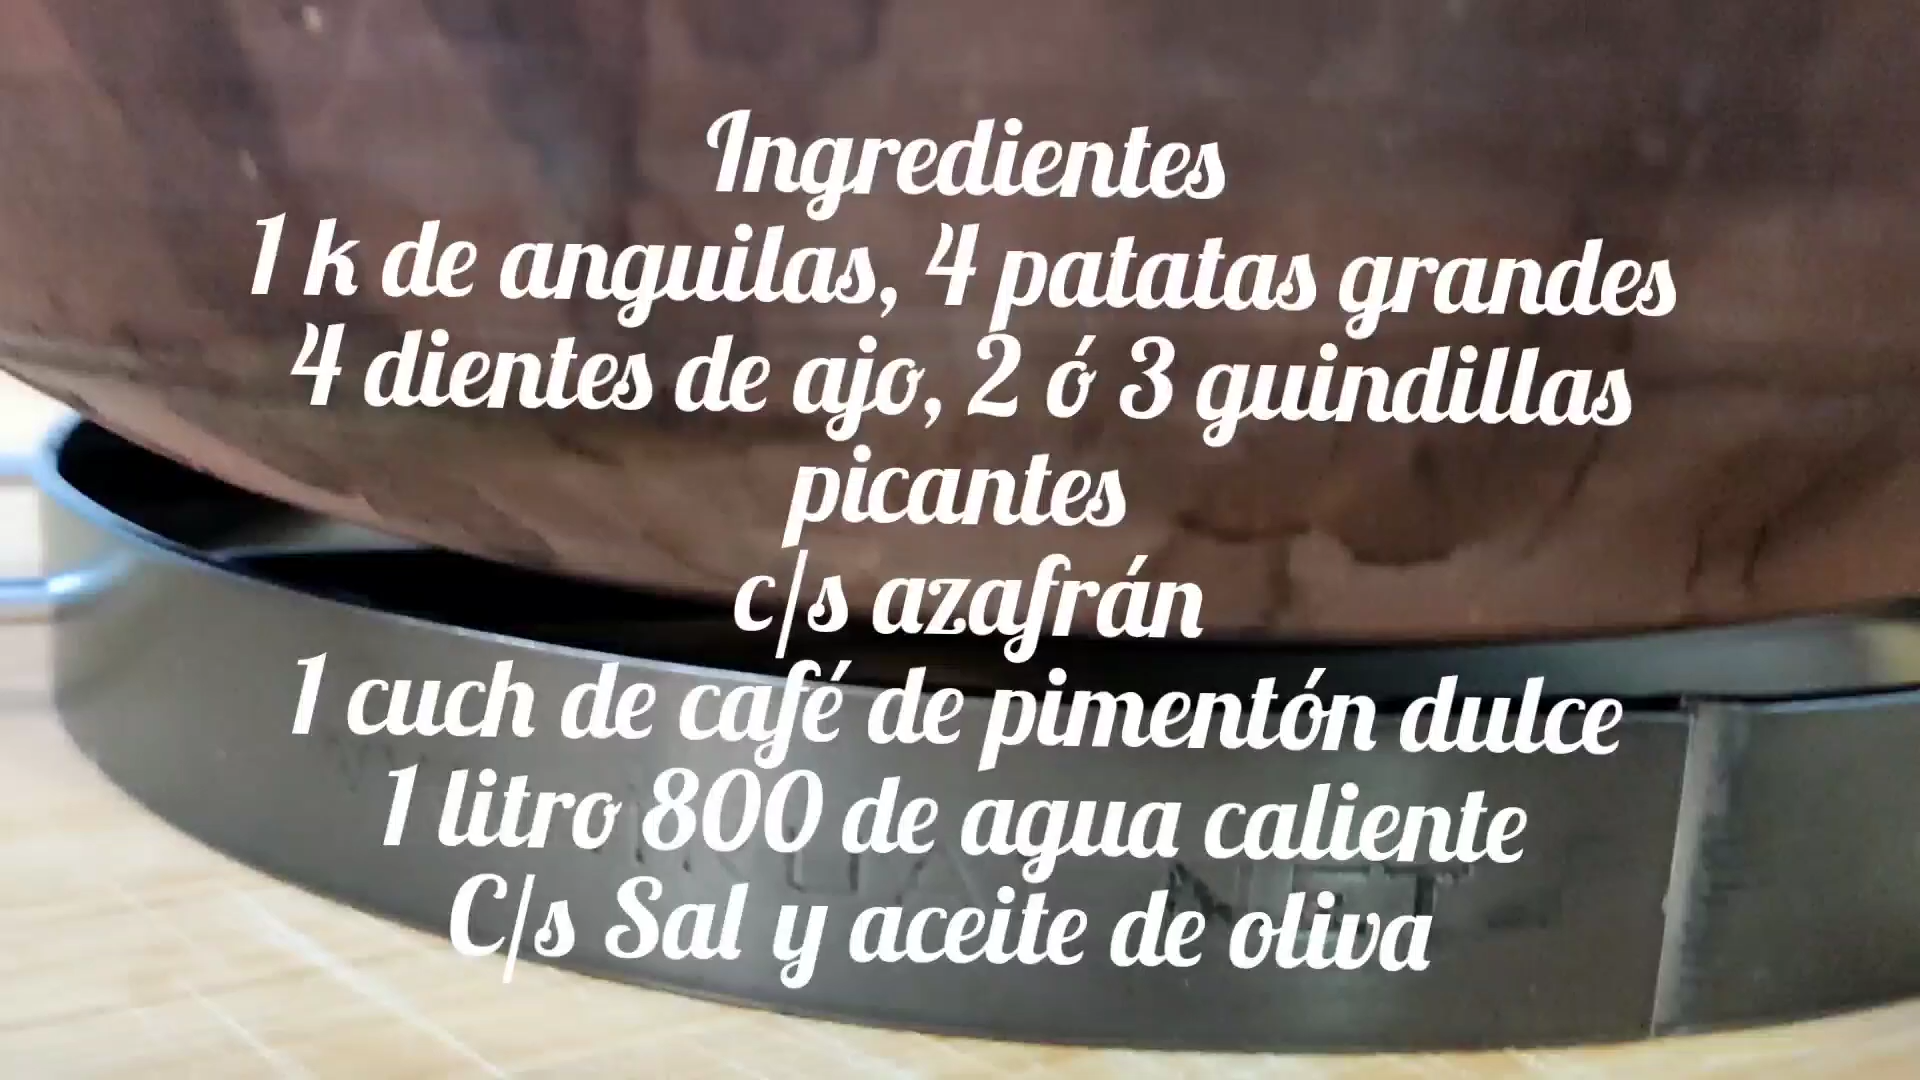 Ingredientes
1 k de anguilas, 4 patatas grandes
4 dientes de ajo, 2 ó 3 guindillas
picantes
c/s azafrán
1 cuch de café de pimentón dulce
1 litro 800 de agua caliente
C/s Sal y aceite de oliva